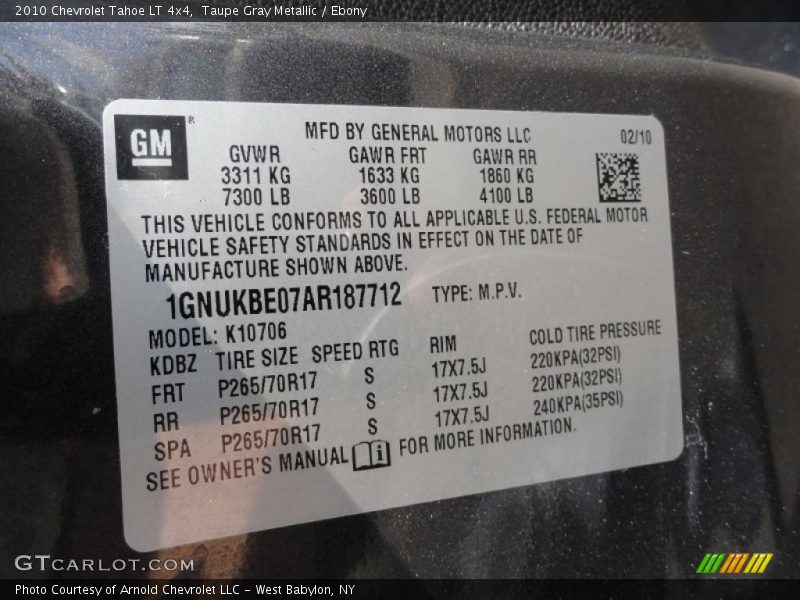 2010 Chevrolet Tahoe LT 4x4,  Taupe Gray Metallic / Ebony
GM®
MFD BY GENERAL MOTORS LLC 02/10
GVWR GAWR FRT GAWR RR
3311 KG 1633 KG 1860 KG
7300 LB 3600 LB 4100 LB
THIS VEHICLE CONFORMS TO ALL APPLICABLE U.S. FEDERAL MOTOR
VEHICLE SAFETY STANDARDS IN EFFECT ON THE DATE OF
MANUFACTURE SHOWN ABOVE.
1GNUKBE07AR187712 TYPE: M.P.V.
MODEL: K10706
KDBZ TIRE SIZE SPEED RTG RIM COLD TIRE PRESSURE
FRT P265/70R17 S 17X7.5J 220KPA(32PSI)
RR P265/70R17 S 17X7.5J 220KPA(32PSI)
SPA P265/70R17 S 17X7.5J 240KPA(35PSI)
SEE OWNER'S MANUAL i FOR MORE INFORMATION.
GTCARLOT.COM
Photo Courtesy of Arnold Chevrolet LLC - West Babylon, NY